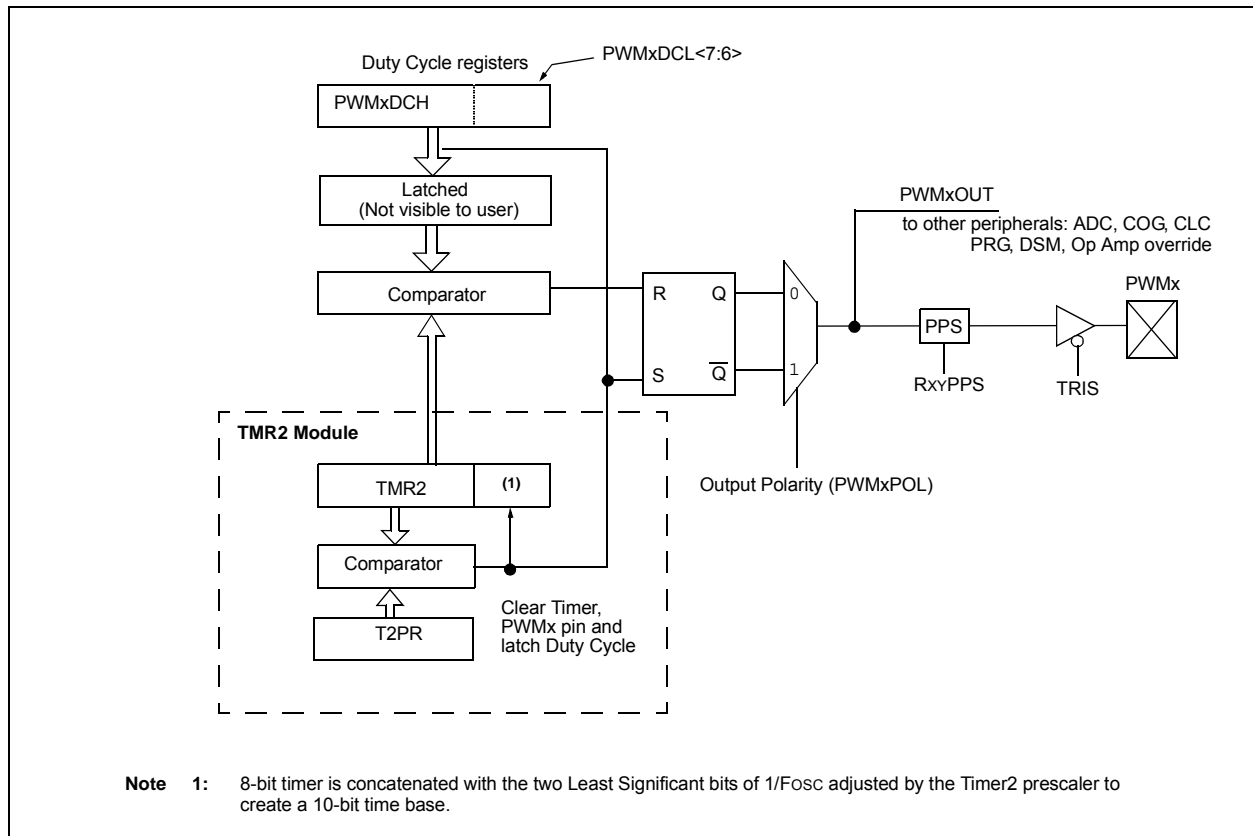 Duty Cycle registers
PWMxDCL<7:6>
PWMxDCH
Latched
(Not visible to user)
Comparator
R
Q
S
Q
0
1
PWMxOUT
to other peripherals: ADC, COG, CLC
PRG, DSM, Op Amp override
PWMx
PPS
RXYPPS
TRIS
Output Polarity (PWMxPOL)
TMR2 Module
TMR2
(1)
Comparator
T2PR
Clear Timer,
PWMx pin and
latch Duty Cycle
Note 1: 8-bit timer is concatenated with the two Least Significant bits of 1/FOSC adjusted by the Timer2 prescaler to
create a 10-bit time base.